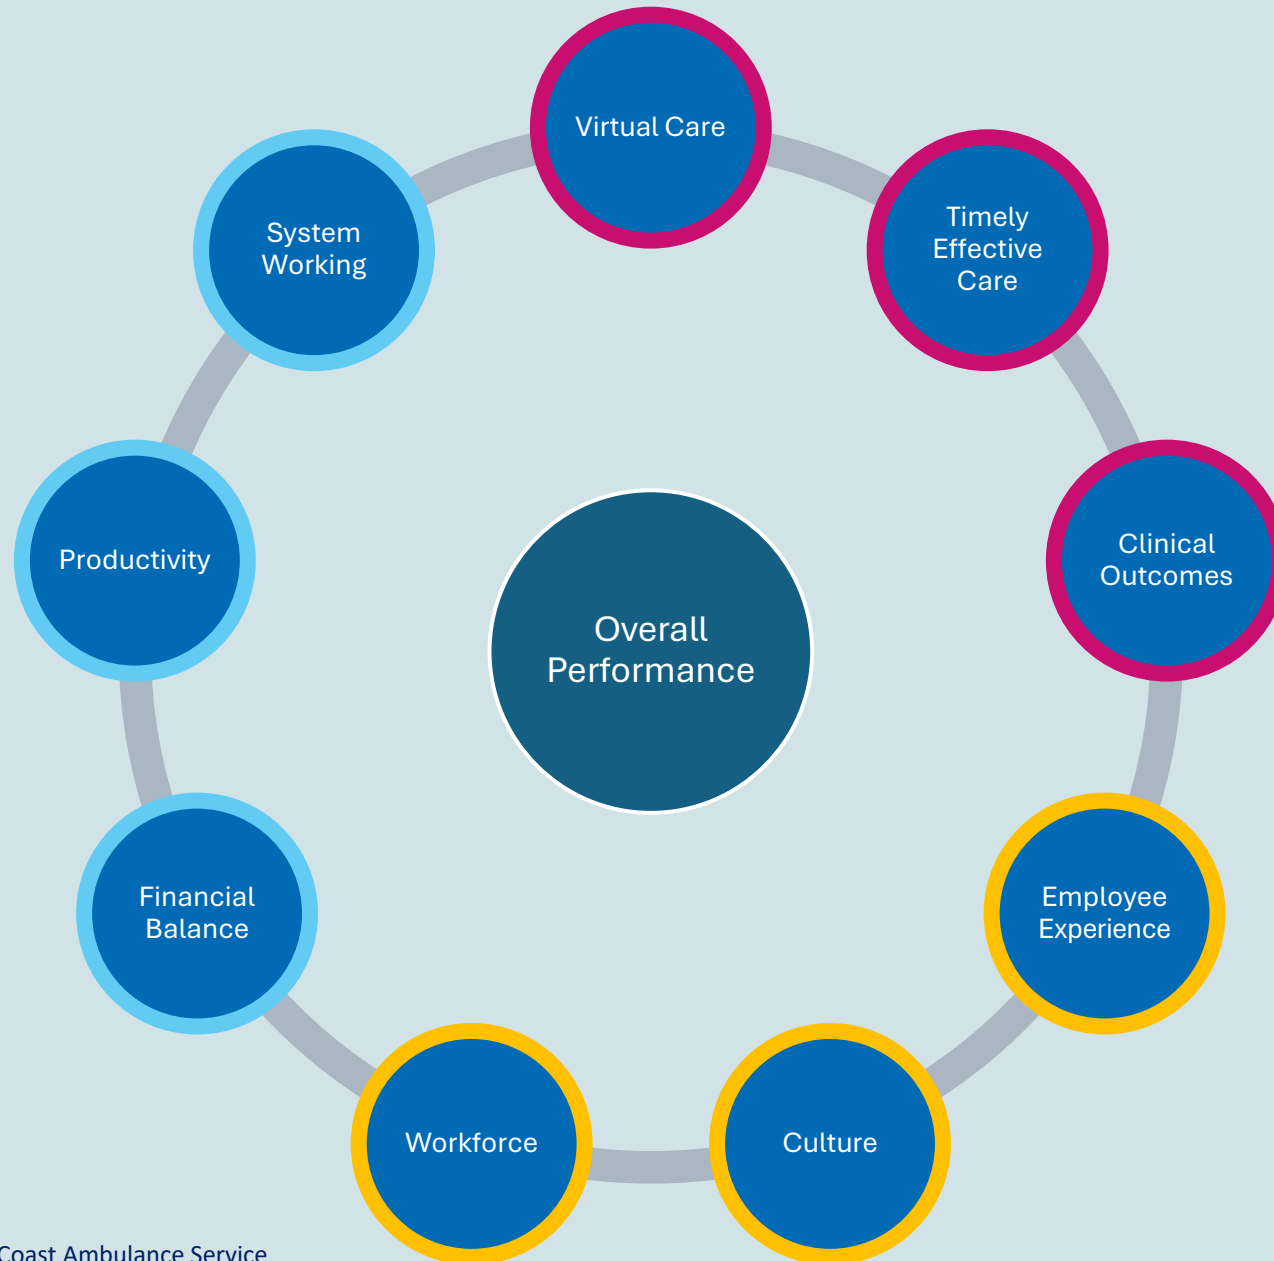 Virtual Care
Timely
Effective
Care
System
Working
Clinical
Outcomes
Productivity
Overall
Performance
Employee
Experience
Financial
Balance
Workforce
Culture
Coast Ambulance Service